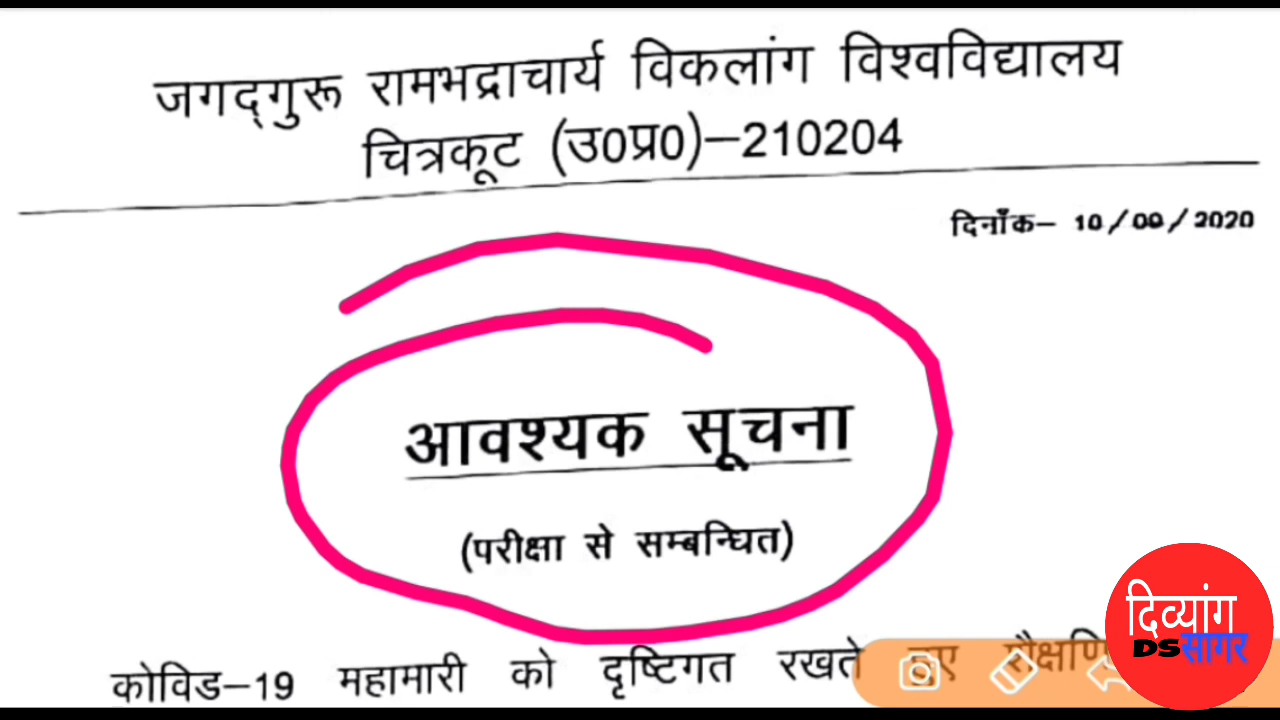 जगद्गुरू रामभद्राचार्य विकलांग विश्वविद्यालय
चित्रकूट (उ0प्र0)–210204
दिनाँक– 10/09/2020
आवश्यक सूचना
(परीक्षा से सम्बन्धित)
कोविड–19 महामारी को दृष्टिगत रखते हुए
दिव्यांग
DSसागर